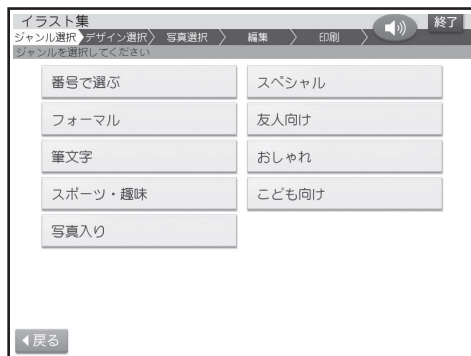 イラスト集
終了
ジャンル選択 デザイン選択 写真選択 編集 印刷
ジャンルを選択してください
番号で選ぶ
スペシャル
フォーマル
友人向け
筆文字
おしゃれ
スポーツ・趣味
こども向け
写真入り
戻る